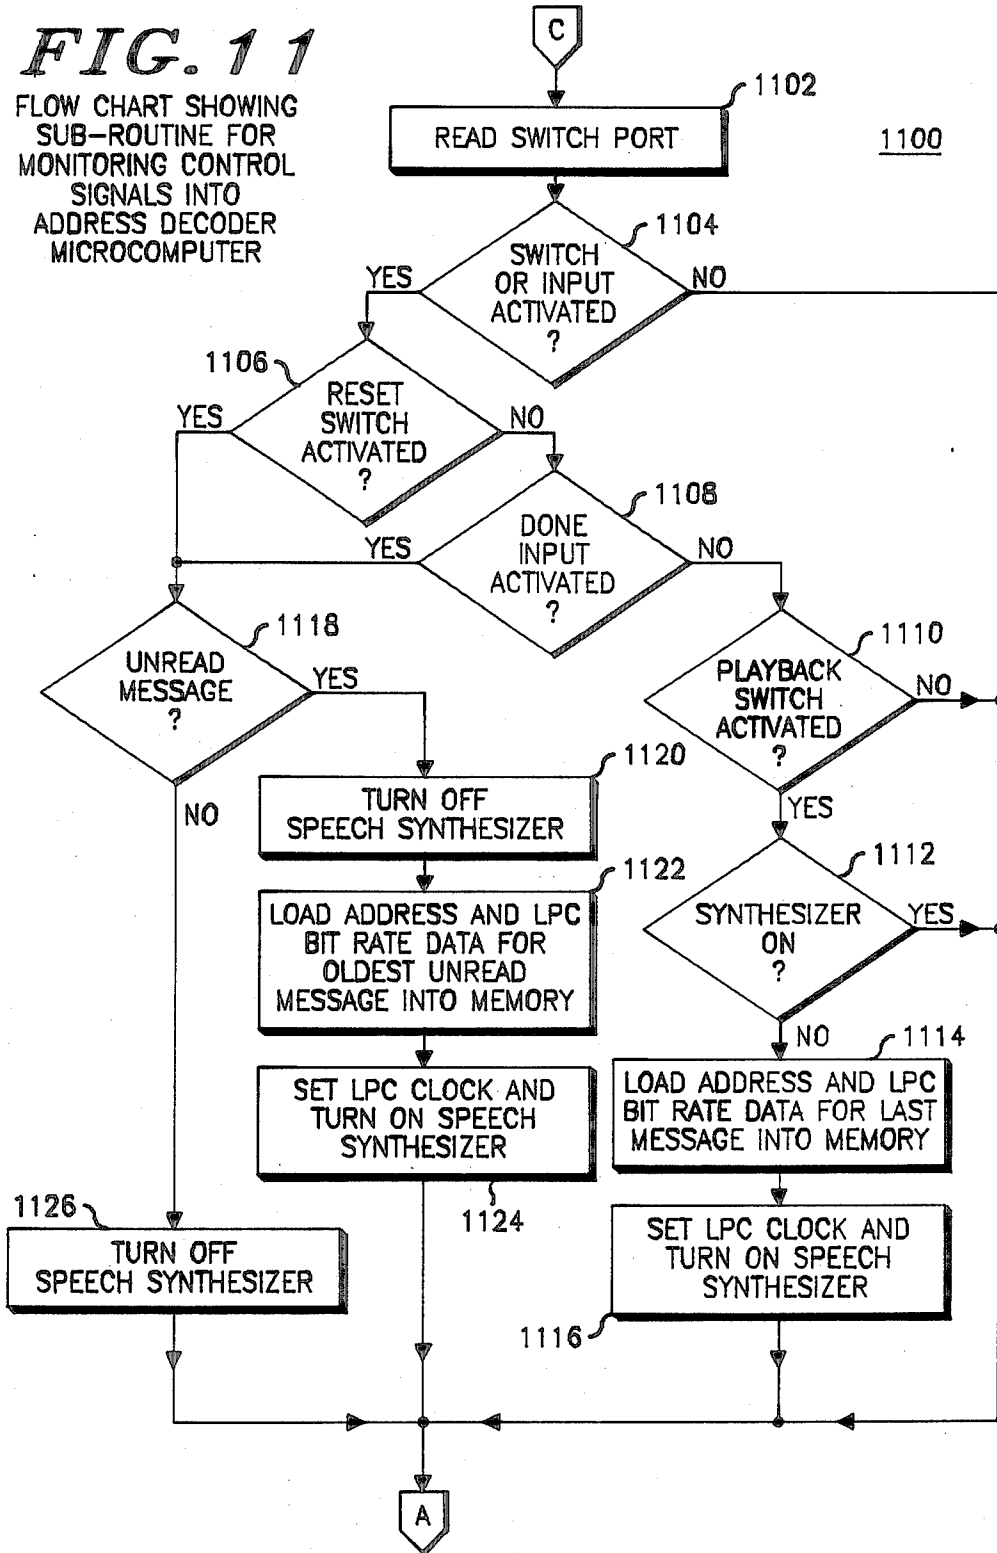 C
FIG. 11
FLOW CHART SHOWING
SUB-ROUTINE FOR
MONITORING CONTROL
SIGNALS INTO
ADDRESS DECODER
MICROCOMPUTER
1102
READ SWITCH PORT
1100
1104
SWITCH
OR INPUT
ACTIVATED
?
YES
NO
1106
RESET
SWITCH
ACTIVATED
?
YES
NO
1108
DONE
INPUT
ACTIVATED
?
YES
NO
1118
UNREAD
MESSAGE
?
YES
NO
1110
PLAYBACK
SWITCH
ACTIVATED
?
NO
YES
1120
TURN OFF
SPEECH SYNTHESIZER
1112
SYNTHESIZER
ON
?
YES
NO
1122
LOAD ADDRESS AND LPC
BIT RATE DATA FOR
OLDEST UNREAD
MESSAGE INTO MEMORY
1114
LOAD ADDRESS AND LPC
BIT RATE DATA FOR LAST
MESSAGE INTO MEMORY
SET LPC CLOCK AND
TURN ON SPEECH
SYNTHESIZER
1124
1126
TURN OFF
SPEECH SYNTHESIZER
SET LPC CLOCK AND
TURN ON SPEECH
SYNTHESIZER
1116
A